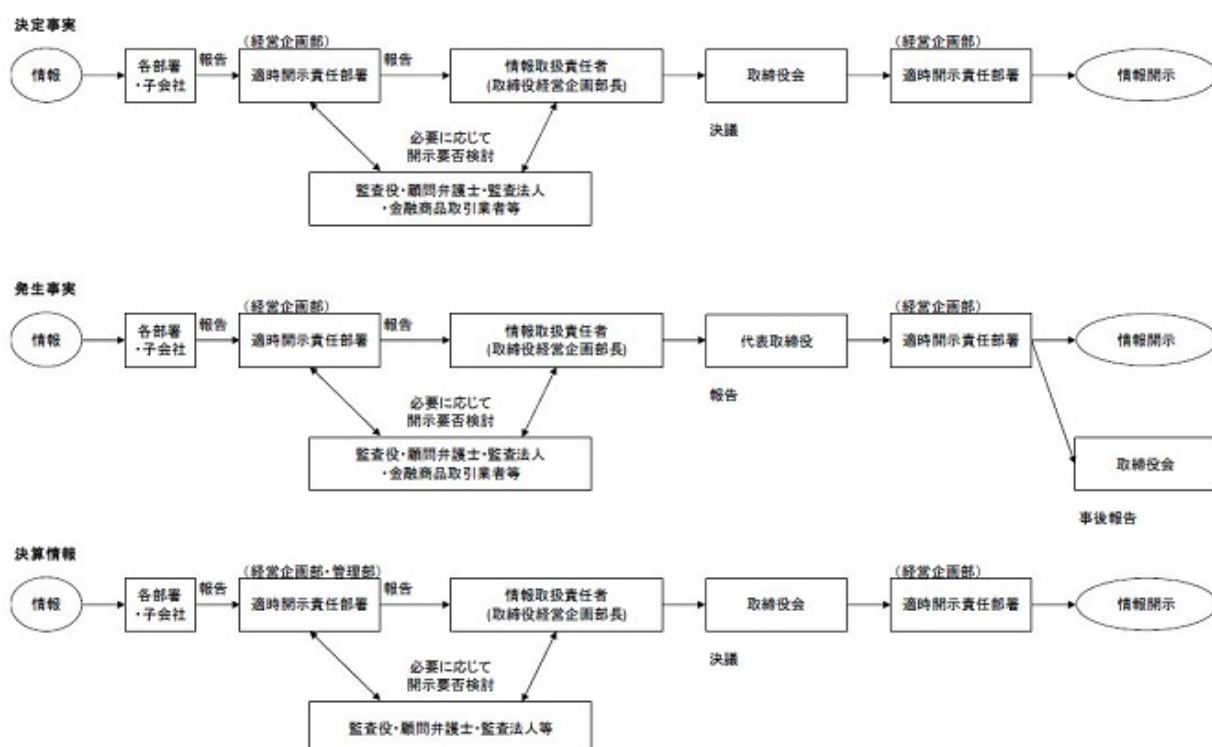 決定事実
情報
各部署
・子会社
報告
(経営企画部)
適時開示責任部署
報告
情報取扱責任者
(取締役経営企画部長)
取締役会
決議
(経営企画部)
適時開示責任部署
情報開示
必要に応じて
開示要否検討
監査役・顧問弁護士・監査法人
・金融商品取引業者等
発生事実
情報
各部署
・子会社
報告
(経営企画部)
適時開示責任部署
報告
情報取扱責任者
(取締役経営企画部長)
代表取締役
報告
(経営企画部)
適時開示責任部署
情報開示
必要に応じて
開示要否検討
監査役・顧問弁護士・監査法人
・金融商品取引業者等
取締役会
事後報告
決算情報
情報
各部署
・子会社
報告
(経営企画部・管理部)
適時開示責任部署
報告
情報取扱責任者
(取締役経営企画部長)
取締役会
決議
(経営企画部)
適時開示責任部署
情報開示
必要に応じて
開示要否検討
監査役・顧問弁護士・監査法人等